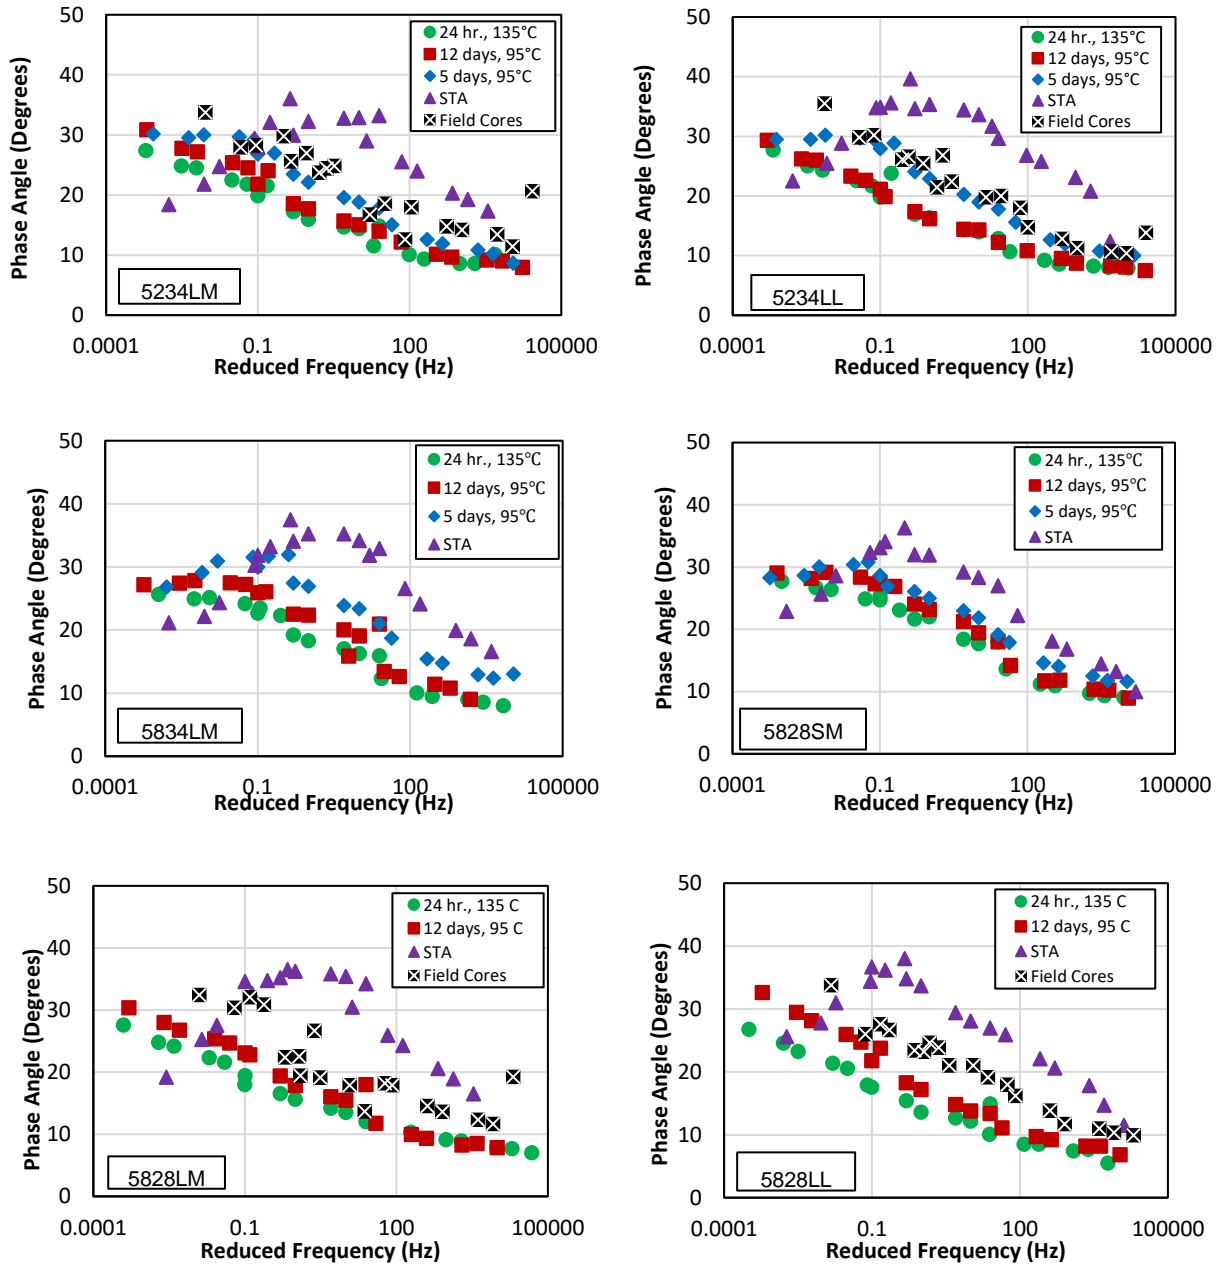 50
40
30
20
10
0
Phase Angle (Degrees)
24 hr., 135°C
12 days, 95°C
5 days, 95°C
STA
Field Cores
5234LM
0.0001
0.1
100
100000
Reduced Frequency (Hz)
50
40
30
20
10
0
Phase Angle (Degrees)
24 hr., 135°C
12 days, 95°C
5 days, 95°C
STA
Field Cores
5234LL
0.0001
0.1
100
100000
Reduced Frequency (Hz)
50
40
30
20
10
0
Phase Angle (Degrees)
24 hr., 135°C
12 days, 95°C
5 days, 95°C
STA
5834LM
0.0001
0.1
100
100000
Reduced Frequency (Hz)
50
40
30
20
10
0
Phase Angle (Degrees)
24 hr., 135°C
12 days, 95°C
5 days, 95°C
STA
5828SM
0.0001
0.1
100
100000
Reduced Frequency (Hz)
50
40
30
20
10
0
Phase Angle (Degrees)
24 hr., 135 C
12 days, 95 C
STA
Field Cores
5828LM
0.0001
0.1
100
100000
Reduced Frequency (Hz)
50
40
30
20
10
0
Phase Angle (Degrees)
24 hr., 135 C
12 days, 95 C
STA
Field Cores
5828LL
0.0001
0.1
100
100000
Reduced Frequency (Hz)